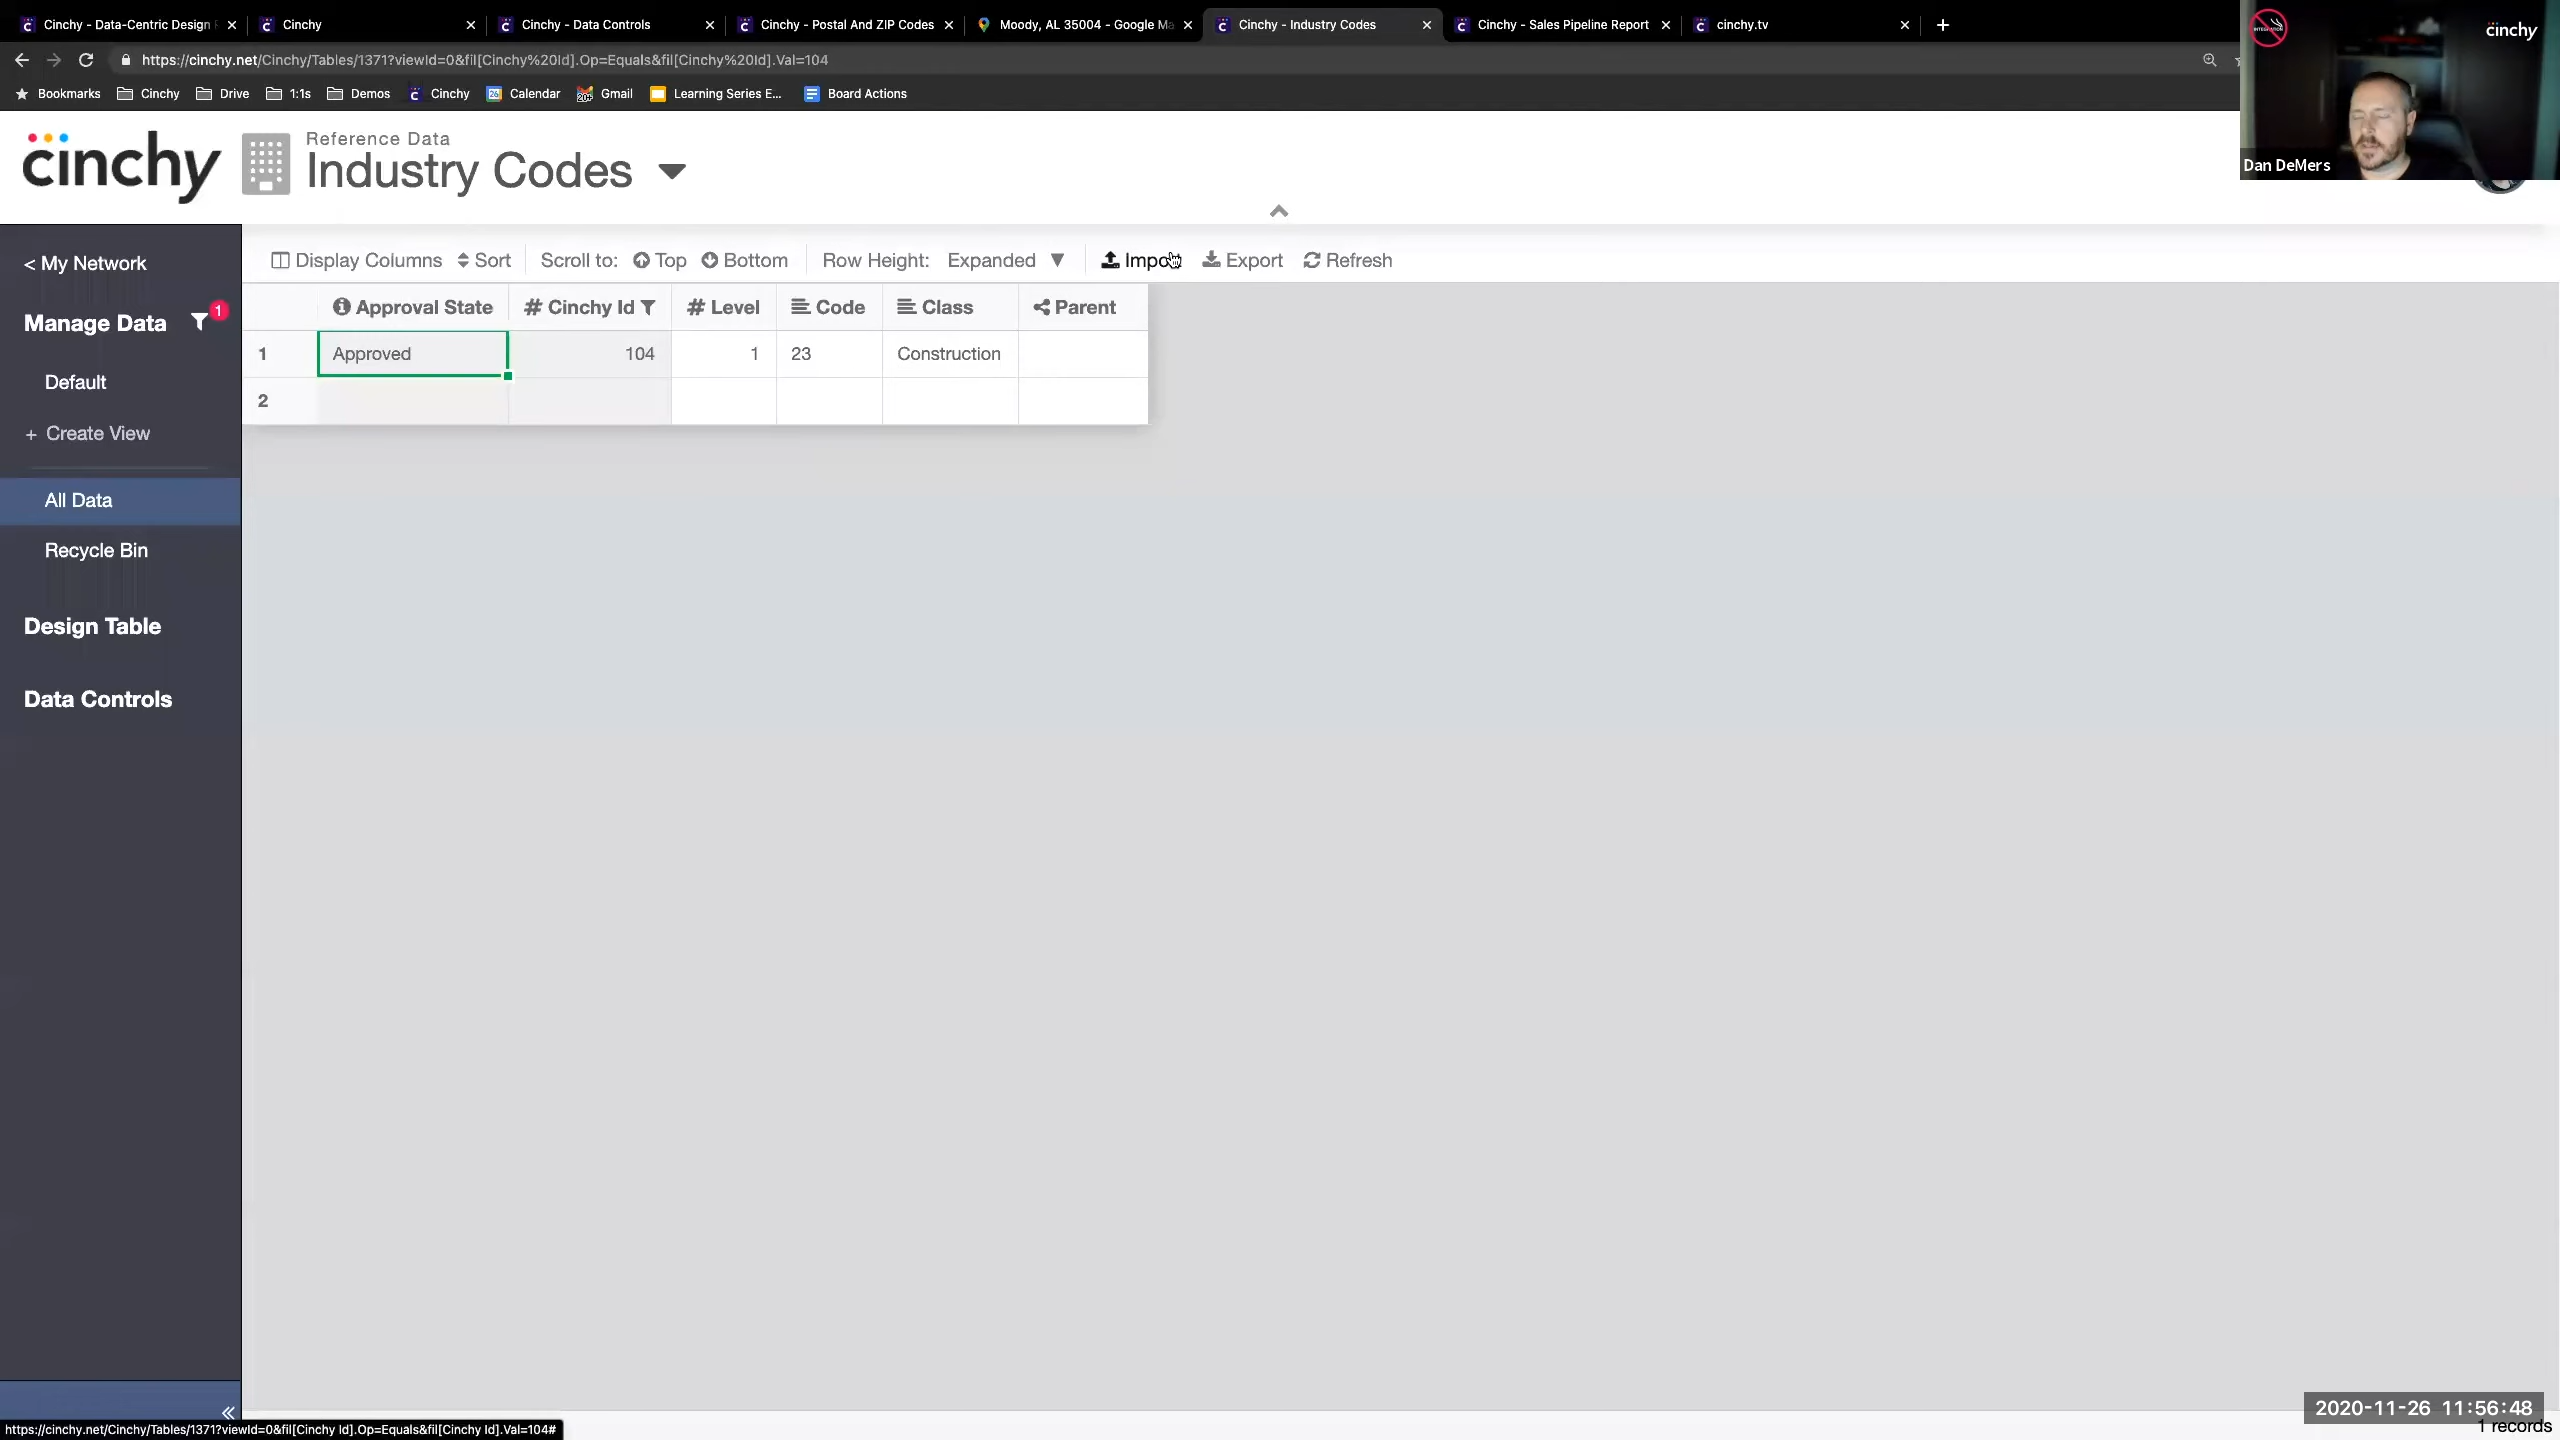 Cinchy - Data-Centric Design
Cinchy
Cinchy - Data Controls
Cinchy - Postal And ZIP Codes
Moody, AL 35004 - Google Ma
Cinchy - Industry Codes
Cinchy - Sales Pipeline Report
cinchy.tv
https://cinchy.net/Cinchy/Tables/1371?viewId=0&fil[Cinchy%20Id].Op=Equals&fil[Cinchy%20Id].Val=104
Bookmarks
Cinchy
Drive
1:1s
Demos
Cinchy
Calendar
Gmail
Learning Series E...
Board Actions
cinchy
Dan DeMers
cinchy
Reference Data
Industry Codes
< My Network
Manage Data
1
Default
+ Create View
All Data
Recycle Bin
Design Table
Data Controls
Display Columns
Sort
Scroll to:
Top
Bottom
Row Height:
Expanded
Import
Export
Refresh
Approval State # Cinchy Id # Level Code Class Parent
1 Approved 104 1 23 Construction
2
https://cinchy.net/Cinchy/Tables/1371?viewId=0&fil[Cinchy Id].Op=Equals&fil[Cinchy Id].Val=104#
2020-11-26 11:56:48
1 records